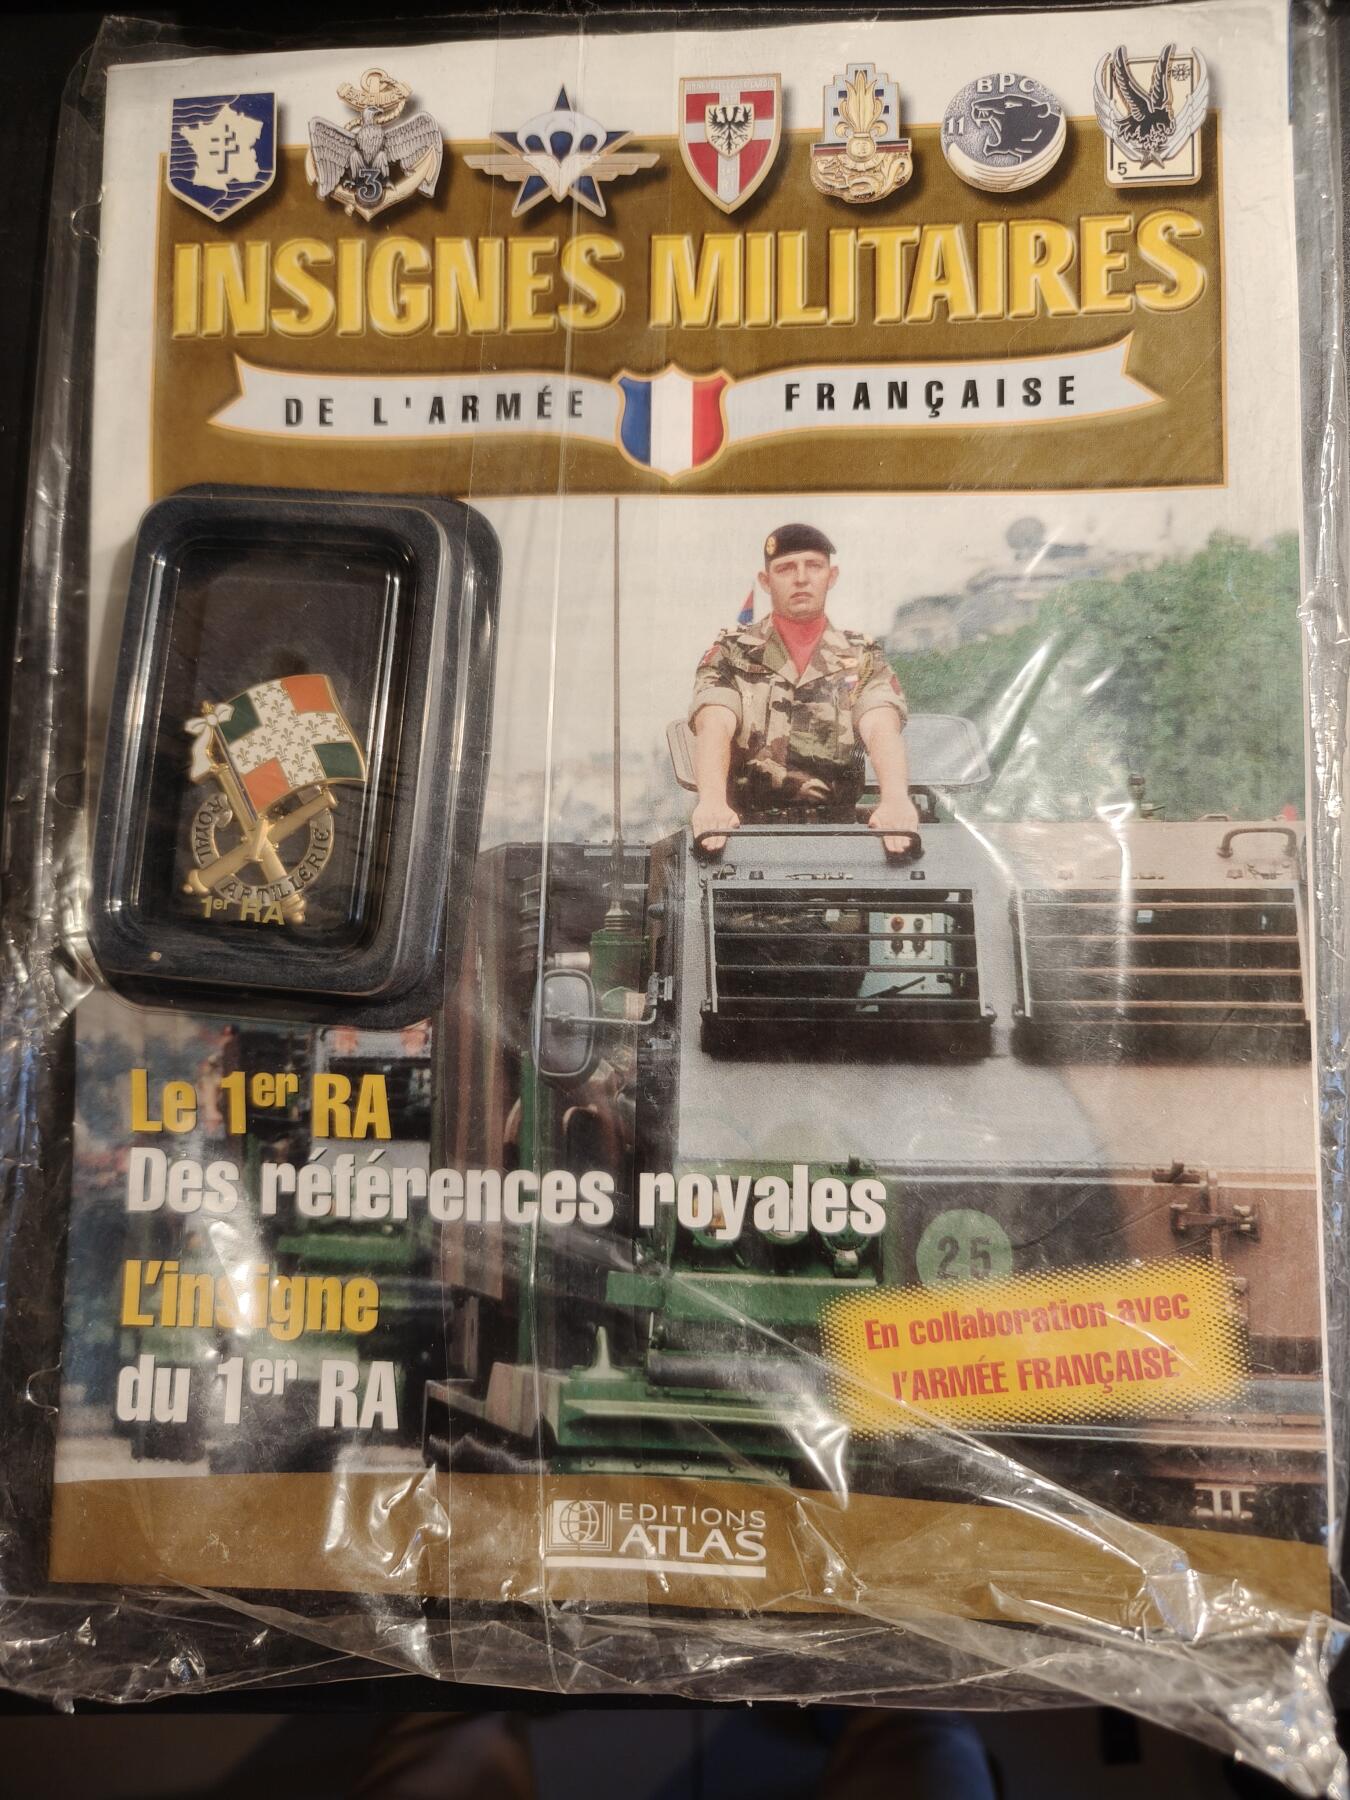 BPC
3
11
5
INSIGNES MILITAIRES
DE L'ARMÉE FRANÇAISE
ROYAL ARTILLERIE
1er RA
Le 1er RA
Des références royales
L'insigne
du 1er RA
25
En collaboration avec
l'ARMÉE FRANÇAISE
EDITIONS
ATLAS